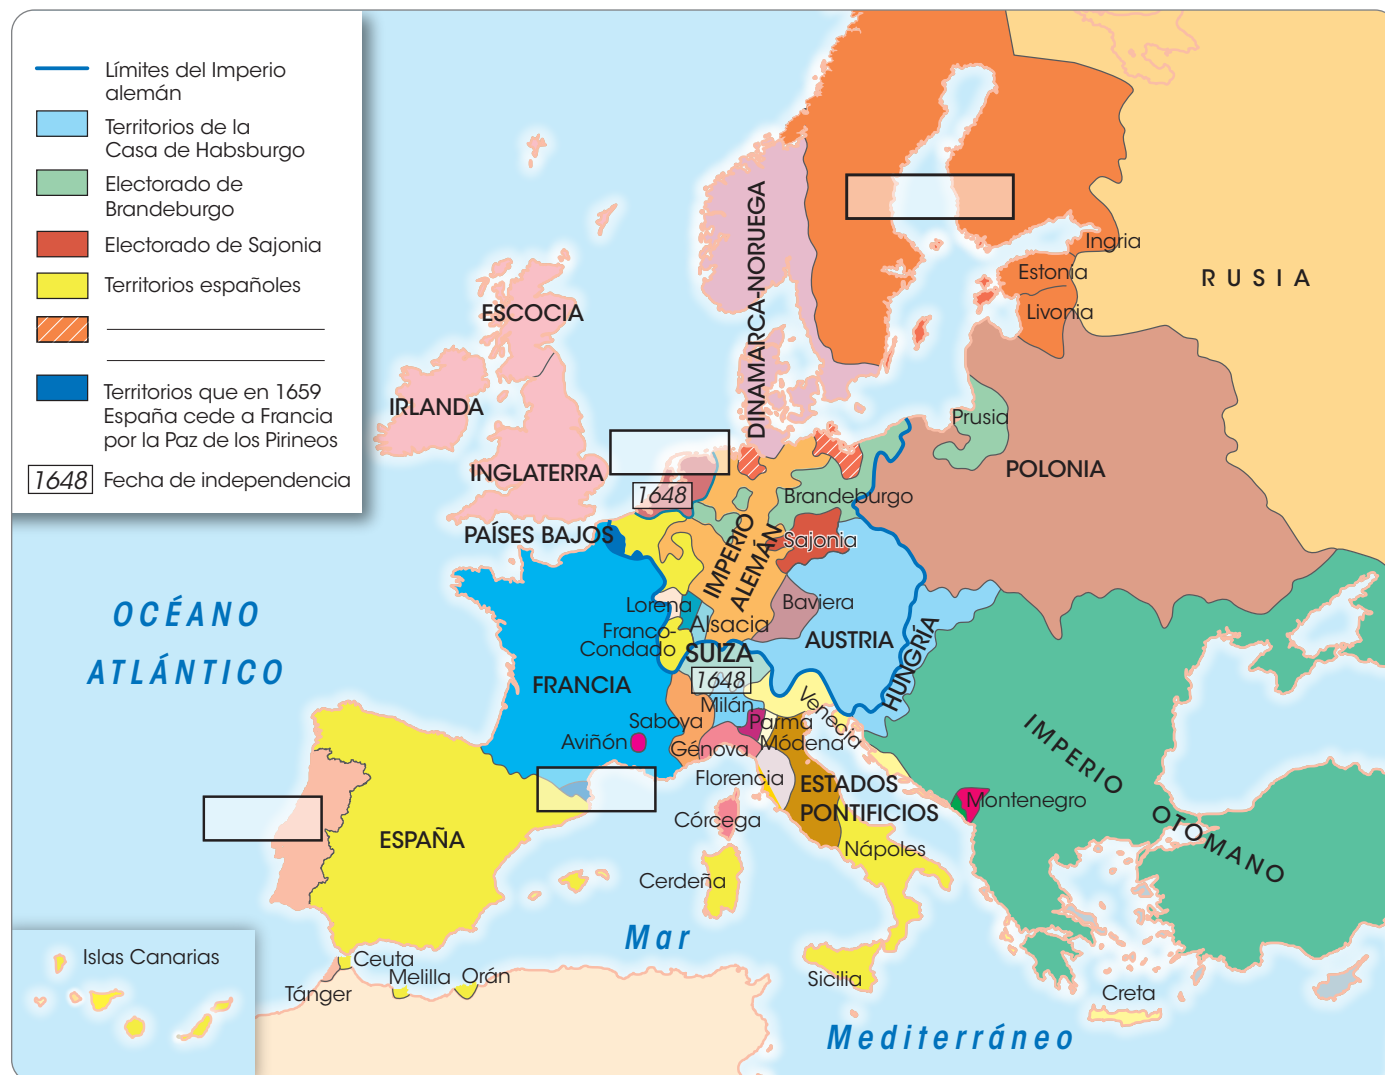 Límites del Imperio
alemán
Territorios de la
Casa de Habsburgo
Electorado de
Brandeburgo
Electorado de Sajonia
Territorios españoles
Territorios que en 1659
España cede a Francia
por la Paz de los Pirineos
1648 Fecha de independencia
DINAMARCA-NORUEGA
Ingria
Estonia
RUSIA
Livonia
ESCOCIA
IRLANDA
Prusia
POLONIA
INGLATERRA
1648
Brandeburgo
PAÍSES BAJOS
IMPERIO
ALEMÁN
Sajonia
OCÉANO
ATLÁNTICO
Lorena
Alsacia
Baviera
Franco-
Condado
AUSTRIA
HUNGRÍA
SUIZA
1648
FRANCIA
Milán
Venecia
Saboya
Parma
Aviñón
Génova
Módena
Florencia
ESTADOS
PONTIFICIOS
IMPERIO
OTOMANO
Montenegro
Córcega
ESPAÑA
Nápoles
Cerdeña
Mar
Islas Canarias
Ceuta
Melilla
Orán
Tánger
Sicilia
Creta
Mediterráneo